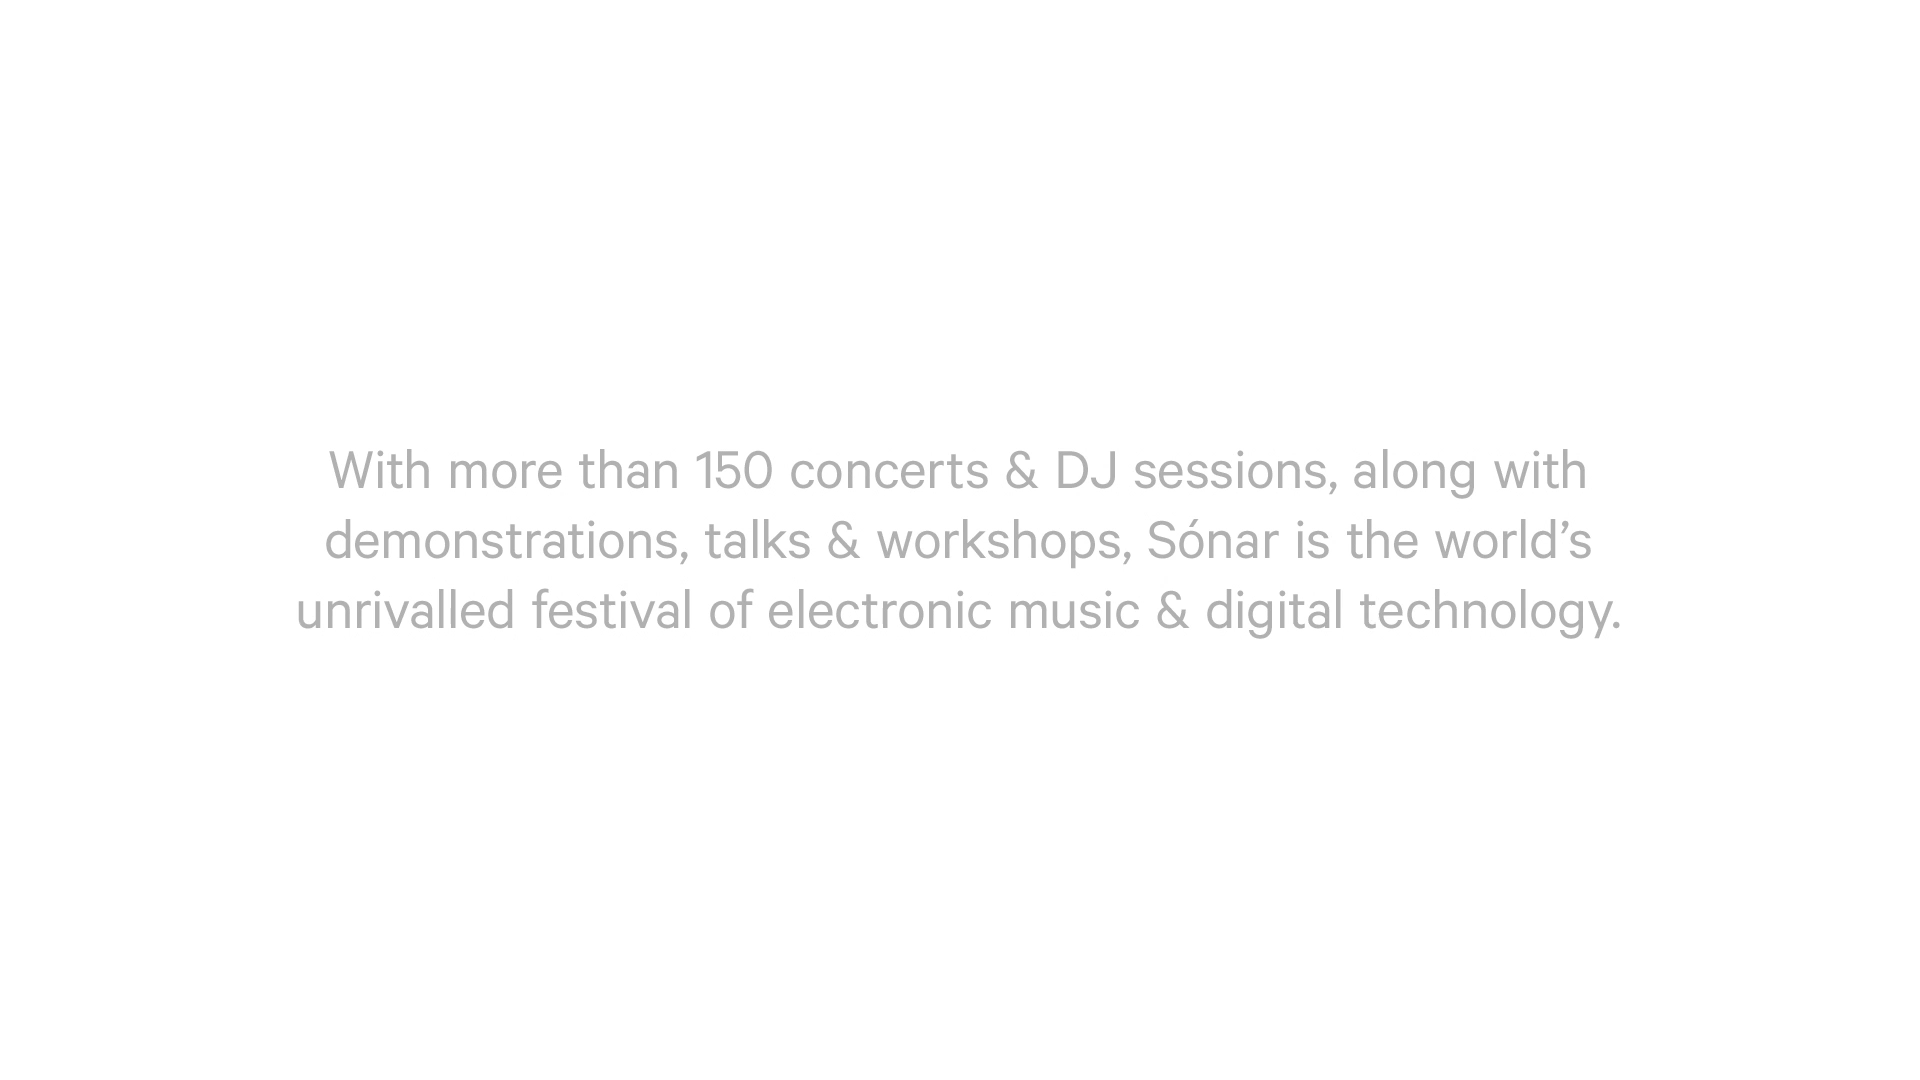 With more than 150 concerts & DJ sessions, along with
demonstrations, talks & workshops, Sónar is the world’s
unrivalled festival of electronic music & digital technology.